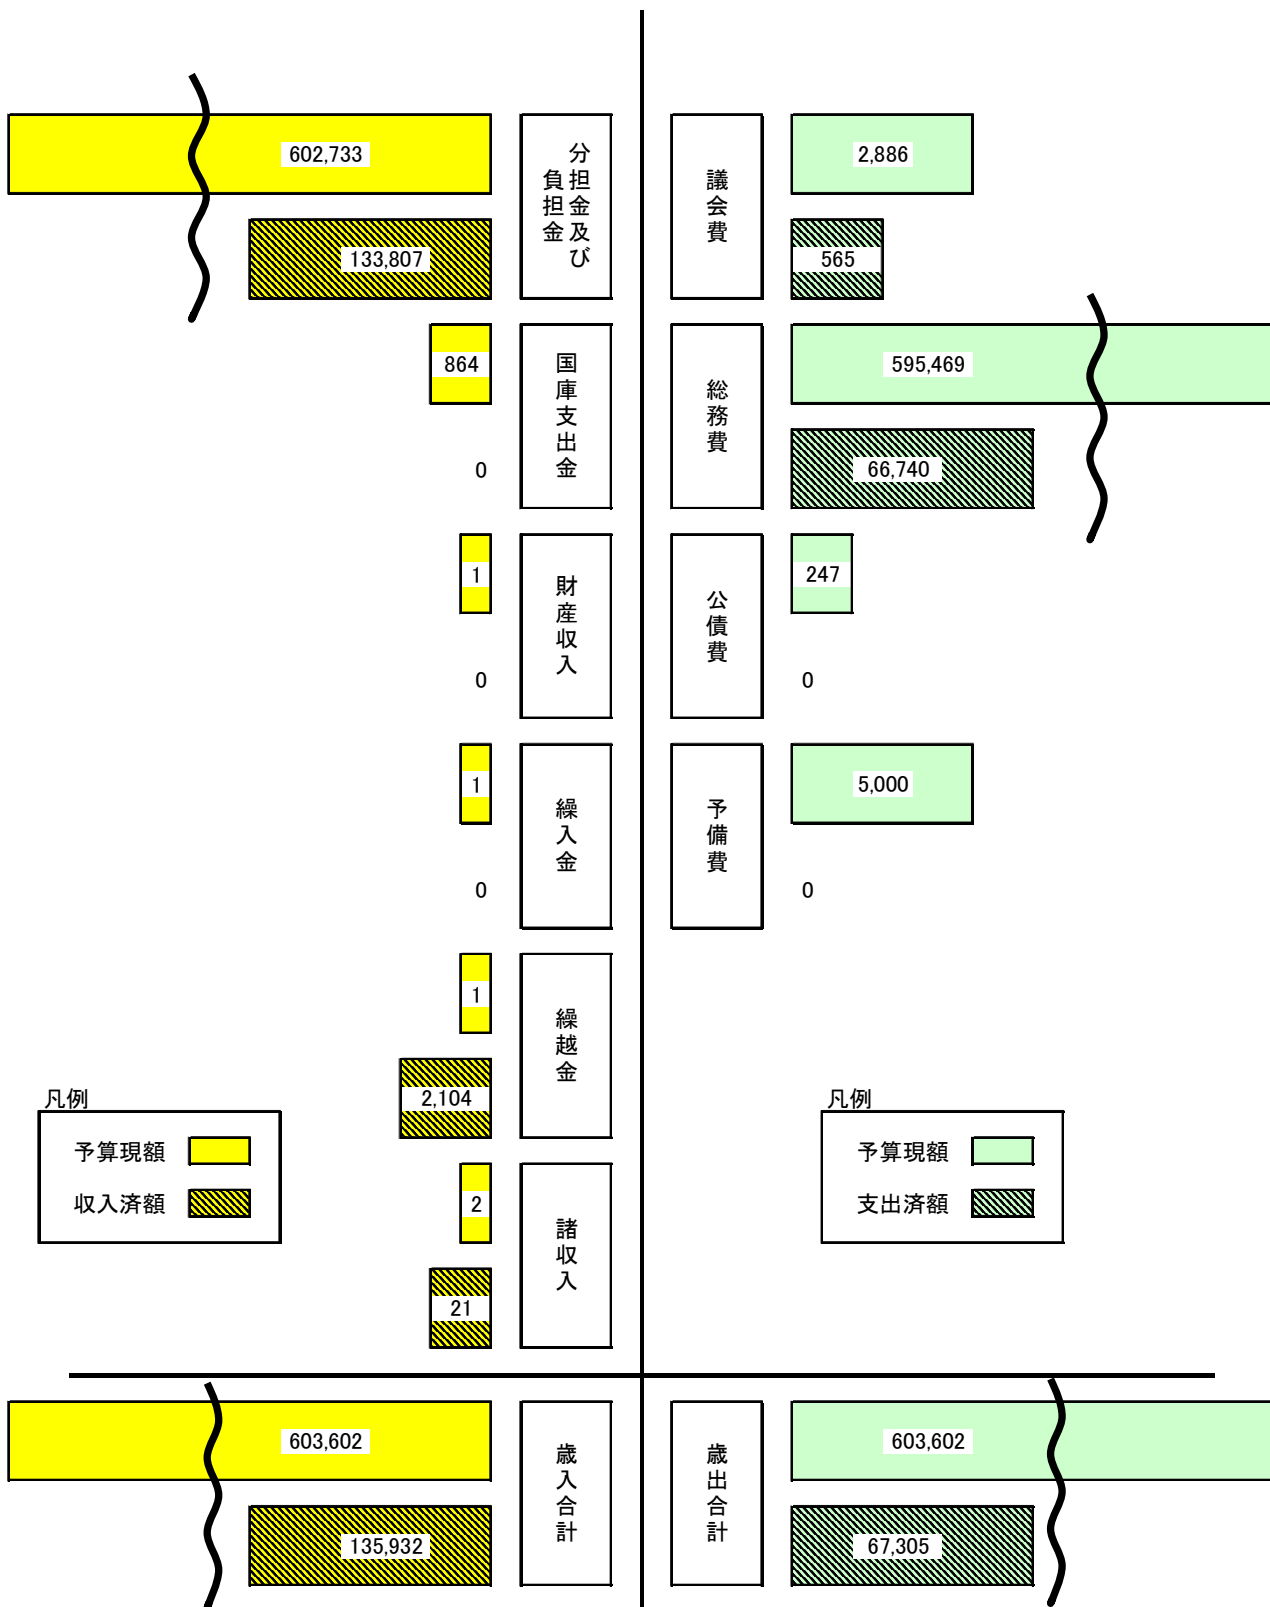 602,733
133,807
分担金及び
負担金
864
0
国庫支出金
1
0
財産収入
1
0
繰入金
1
2,104
繰越金
2
21
諸収入
凡例
予算現額
収入済額
603,602
135,932
歳入合計
議会費
2,886
565
総務費
595,469
66,740
公債費
247
0
予備費
5,000
0
凡例
予算現額
支出済額
歳出合計
603,602
67,305